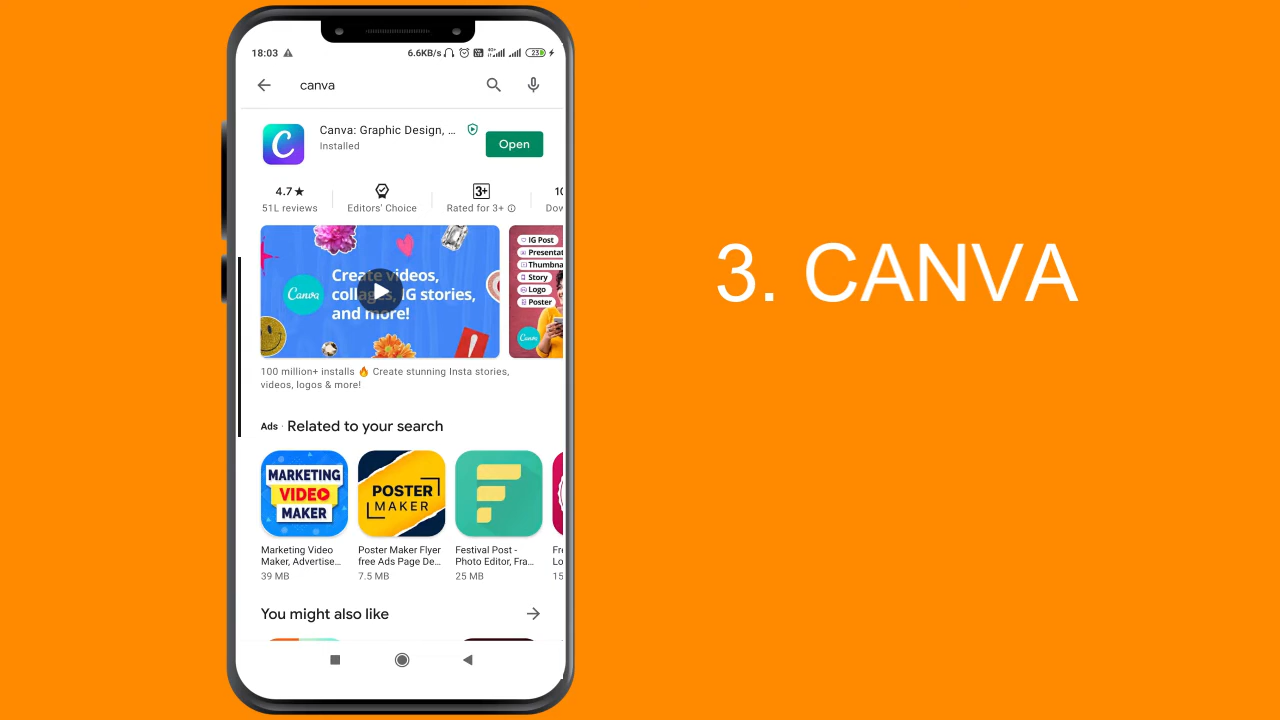 18:03
6.6KB/s
4G+
23
canva
Canva: Graphic Design, ...
Installed
Open
4.7★
51L reviews
Editors' Choice
3+
Rated for 3+
Canva
Create videos,
collages, IG stories,
and more!
IG Post
Story
Logo
Poster
Canva
100 million+ installs 🔥 Create stunning Insta stories,
videos, logos & more!
Ads · Related to your search
MARKETING
VIDEO
MAKER
POSTER
MAKER
F
Marketing Video
Maker, Advertise...
39 MB
Poster Maker Flyer
free Ads Page De...
7.5 MB
Festival Post -
Photo Editor, Fra...
25 MB
You might also like
3. CANVA